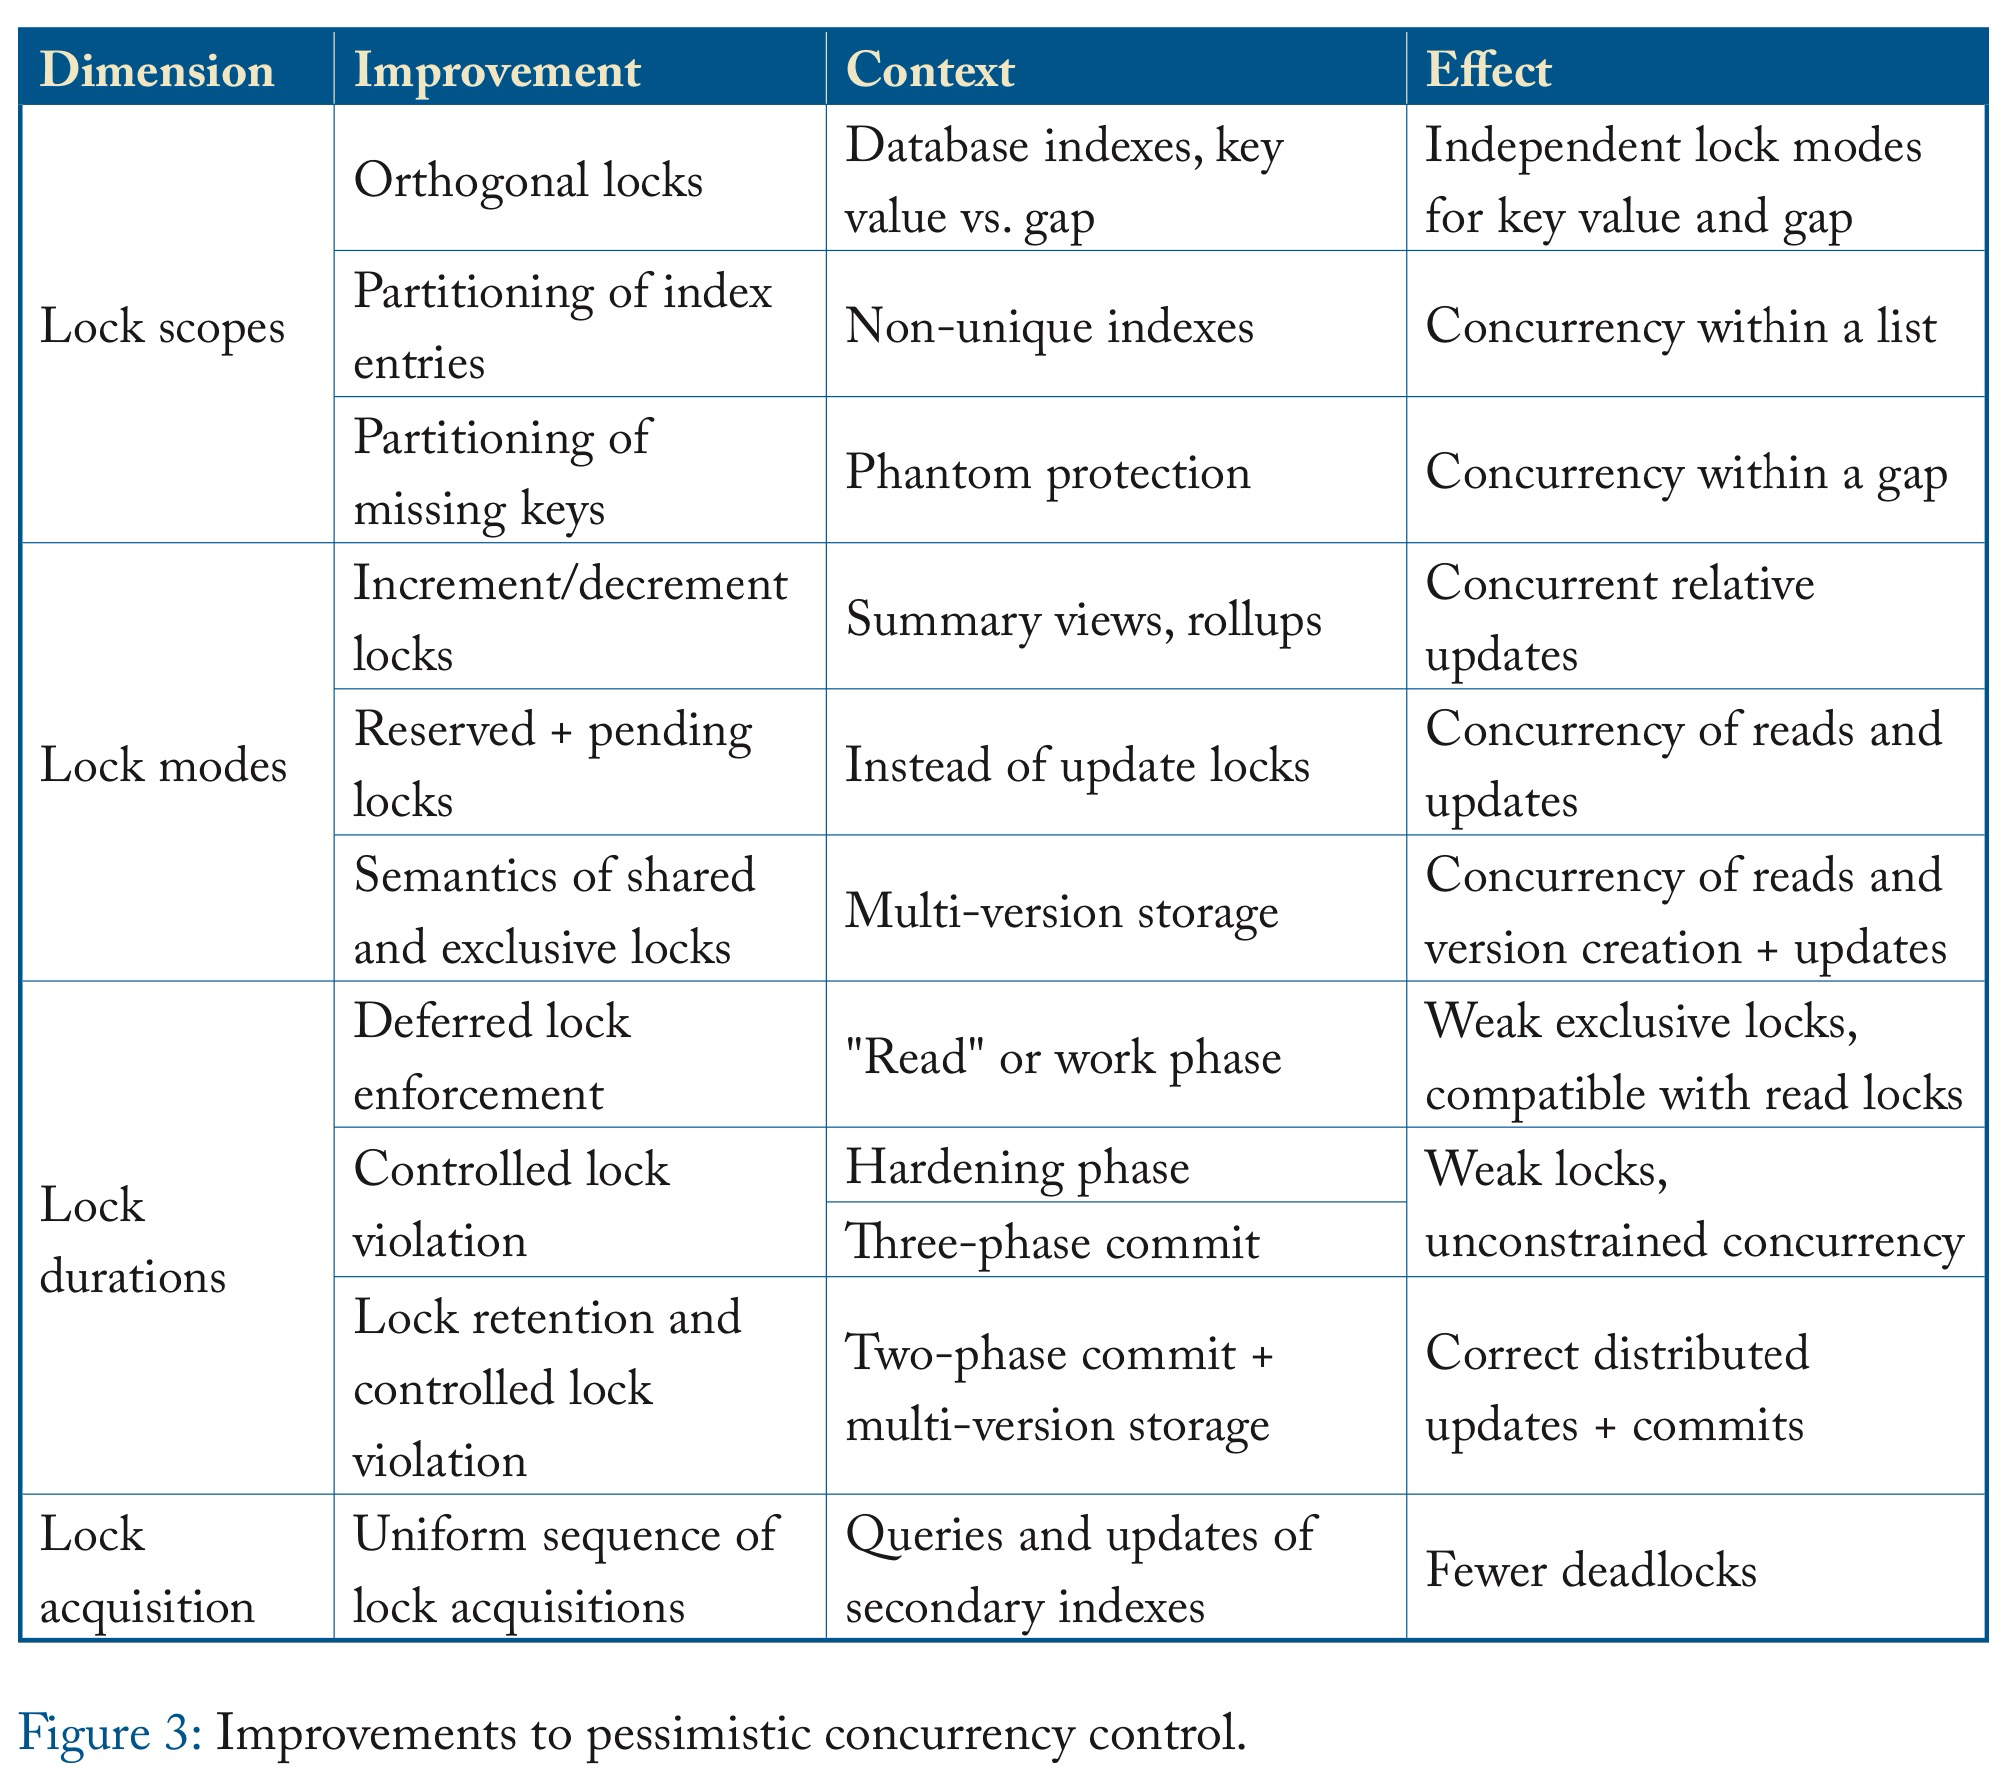 Dimension
Improvement
Context
Effect
Lock scopes
Orthogonal locks
Database indexes, key
value vs. gap
Independent lock modes
for key value and gap
Partitioning of index
entries
Non-unique indexes
Concurrency within a list
Partitioning of
missing keys
Phantom protection
Concurrency within a gap
Lock modes
Increment/decrement
locks
Summary views, rollups
Concurrent relative
updates
Reserved + pending
locks
Instead of update locks
Concurrency of reads and
updates
Semantics of shared
and exclusive locks
Multi-version storage
Concurrency of reads and
version creation + updates
Lock
durations
Deferred lock
enforcement
"Read" or work phase
Weak exclusive locks,
compatible with read locks
Controlled lock
violation
Hardening phase
Three-phase commit
Weak locks,
unconstrained concurrency
Lock retention and
controlled lock
violation
Two-phase commit +
multi-version storage
Correct distributed
updates + commits
Lock
acquisition
Uniform sequence of
lock acquisitions
Queries and updates of
secondary indexes
Fewer deadlocks
Figure 3: Improvements to pessimistic concurrency control.